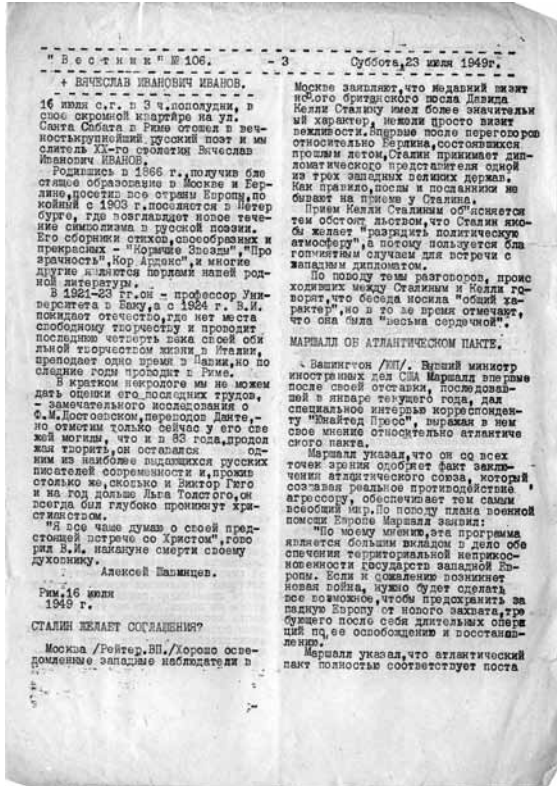 "Вестник" № 106. - 3 Суббота,23 июля 1949г.
+ ВЯЧЕСЛАВ ИВАНОВИЧ ИВАНОВ.
16 июля с.г. в 3 ч.пополудни, в
свое скромной квартире на ул.
Санта Сабата в Риме отошел в веч-
ностькрупнейший русский поэт и мы
слитель XX-го столетия Вячеслав
Иванович ИВАНОВ.
Родившись в 1866 г.,получив бле
стящее образование в Москве и Бер-
лине,посетив все страны Европы,по
койный с 1903 г.поселяется в Петер
бурге, где возглавляет новое тече-
ние символизма в русской поэзии.
Его сборники стихов,своеобразных и
прекрасных - "Кормчие Звезды","Про
зрачность",Кор Арденс", и многие
другие являются перлами нашей род-
ной литературы.
В 1921-23 гг.он - профессор Уни-
верситета в Баку,а с 1924 г. В.И.
покидает отечество,где нет места
свободному творчеству и проводит
последнюю четверть века своей оби
льной творчеством жизни в Италии,
преподает одно время в Павии,но по
следние годы проводит в Риме.
В кратком некрологе мы не можем
дать оценки его последних трудов,
- замечательного исследования о
Ф.М.Достоевском,переводов Данте,-
но отметим только сейчас у его све
жей могилы, что и в 83 года,продол
жая творить,он оставался од-
ним из наиболее выдающихся русских
писателей современности и,прожив
столько же,сколько и Виктор Гюго
и на год дольше Льва Толстого,он
всегда был глубоко проникнут хри-
стианством.
"Я все чаще думаю о своей пред-
стоящей встрече со Христом",гово
рил В.И. накануне смерти своему
духовнику.
Алексей Шавинцев.
Рим.16 июля
1949 г.
СТАЛИН ЖЕЛАЕТ СОГЛАШЕНИЯ?
Москва /Рейтер.ВП./Хорошо осве-
домленные западные наблюдатели в
Москве заявляют,что недавний визит
нового британского посла Давида
Келли Сталину имел более значительн
ый характер, нежели просто визит
вежливости.Впервые после переговоров
относительно Берлина,состоявшихся
прошлым летом,Сталин принимает дип-
ломатического представителя одной
из трех западных великих держав.
Как правило,послы и посланники не
бывают на приеме у Сталина.
Прием Келли Сталиным об"ясняется
тем обстоят льством,что Сталин яко-
бы желает "разрядить политическую
атмосферу",а потому пользуется бла
гоприятным случаем для встречи с
западным дипломатом.
По поводу темы разговоров, проис
ходивших между Сталиным и Келли го-
ворят,что беседа носила "общий ха-
рактер",но в то же время отмечают,
что она была "весьма сердечной".
МАРШАЛЛ ОБ АТЛАНТИЧЕСКОМ ПАКТЕ.
Вашингтон /ЮП/. Бывший министр
иностранных дел США Маршалл впервые
после своей отставки, последовав-
шей в январе текущего года, дал
специальное интервью корреспонден-
ту "Юнайтед Пресс", выражая в нем
свое мнение относительно атлантиче
ского пакта.
Маршалл указал,что он со всех
точек зрения одобряет факт заклю-
чения атлантического союза, который
создавая реальное противодействие
агрессору, обеспечивает тем самым
всеобщий мир.По поводу плана военной
помощи Европе Маршалл заявил:
"По моему мнению,эта программа
является большим вкладом в дело обе
спечения территориальной неприкос-
новенности государств западной Ев-
ропы. Если к сожалению возникнет
новая война, нужно будет сделать
все возможное,чтобы предохранить за
падную Европу от нового захвата,тре
бующего после себя длительных опера
ций по ее освобождению и восстанов-
лению.
Маршалл указал,что атлантический
пакт полностью соответствует поста